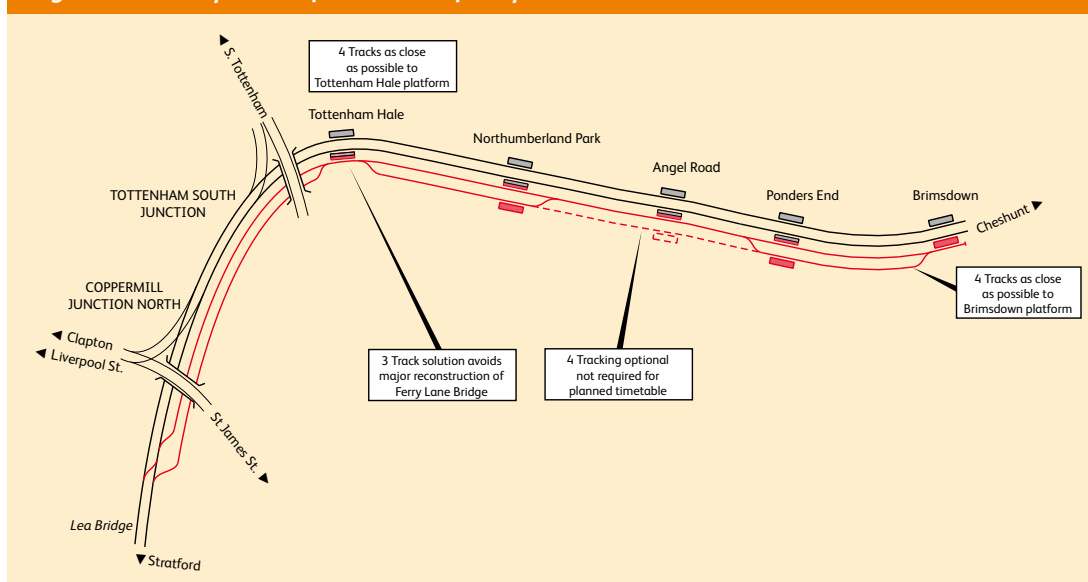 S. Tottenham
4 Tracks as close
as possible to
Tottenham Hale platform
Tottenham Hale
Northumberland Park
Angel Road
Ponders End
Brimsdown
Cheshunt
TOTTENHAM SOUTH
JUNCTION
COPPERMILL
JUNCTION NORTH
Clapton
Liverpool St.
St James St.
3 Track solution avoids
major reconstruction of
Ferry Lane Bridge
4 Tracking optional
not required for
planned timetable
4 Tracks as close
as possible to
Brimsdown platform
Lea Bridge
Stratford